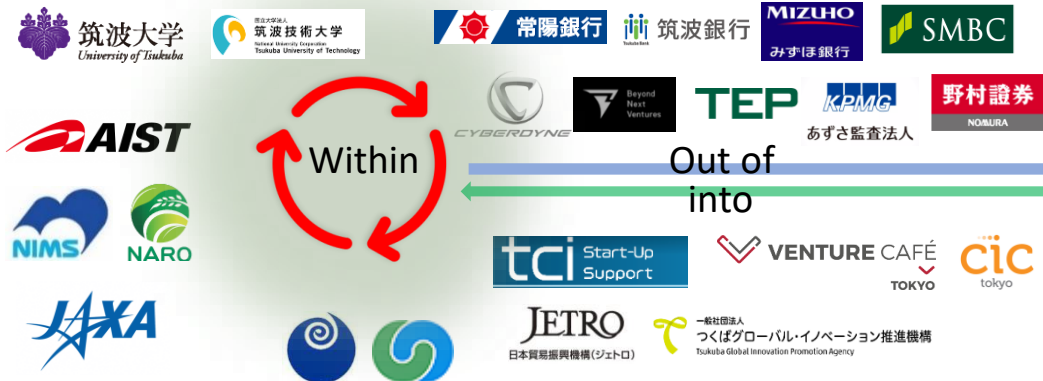 筑波大学
University of Tsukuba
国立大学法人
筑波技術大学
National University Corporation
Tsukuba University of Technology
常陽銀行
Tsukuba Bank
筑波銀行
MIZUHO
みずほ銀行
SMBC
CYBERDYNE
Beyond
Next
Ventures
TEP
KPMG
あずさ監査法人
野村證券
NOMURA
AIST
Within
Out of
into
NIMS
NARO
tci Start-Up
Support
VENTURE CAFÉ
TOKYO
cic
tokyo
JAXA
JETRO
日本貿易振興機構(ジェトロ)
一般社団法人
つくばグローバル・イノベーション推進機構
Tsukuba Global Innovation Promotion Agency